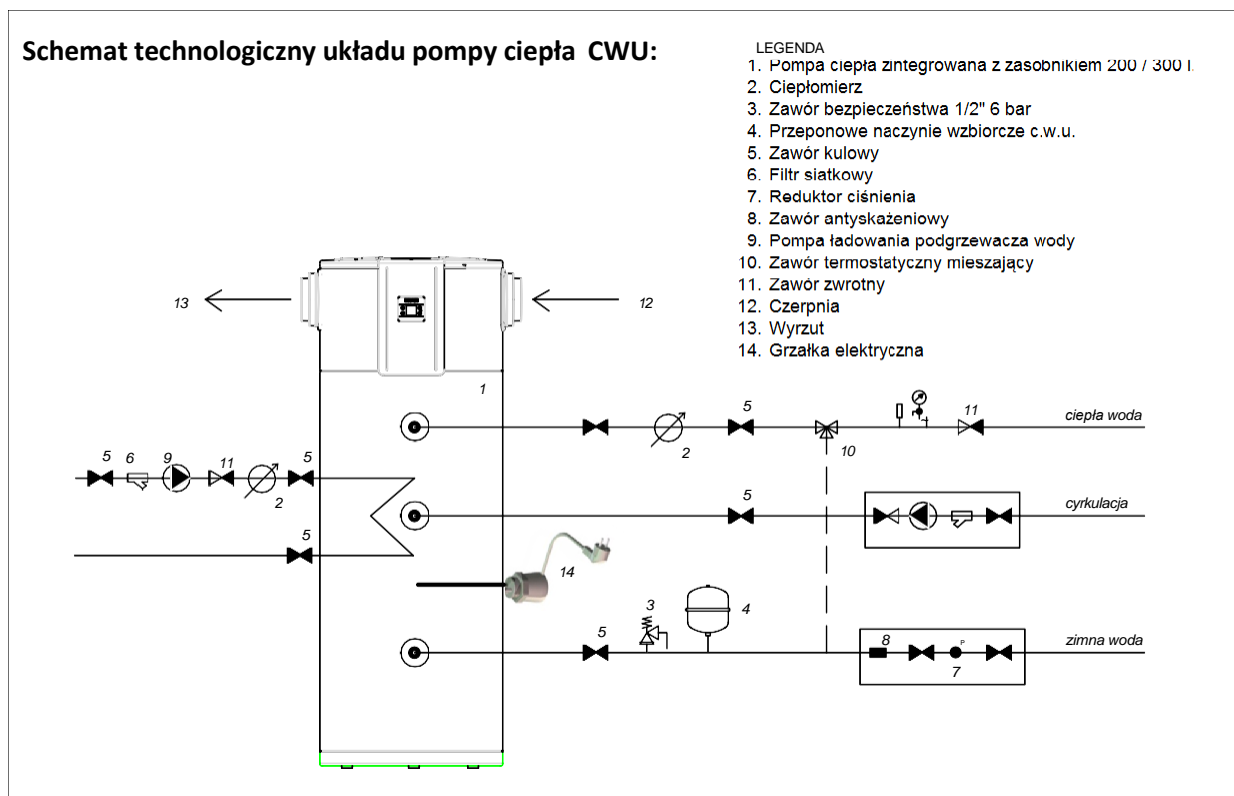 Schemat technologiczny układu pompy ciepła CWU:
LEGENDA
1. Pompa ciepła zintegrowana z zasobnikiem 200 / 300 l.
2. Ciepłomierz
3. Zawór bezpieczeństwa 1/2" 6 bar
4. Przeponowe naczynie wzbiorcze c.w.u.
5. Zawór kulowy
6. Filtr siatkowy
7. Reduktor ciśnienia
8. Zawór antyskażeniowy
9. Pompa ładowania podgrzewacza wody
10. Zawór termostatyczny mieszający
11. Zawór zwrotny
12. Czerpnia
13. Wyrzut
14. Grzałka elektryczna
13
12
1
5
11
ciepła woda
2
10
5
6
9
11
5
2
5
cyrkulacja
5
14
3
4
5
8
zimna woda
P
7